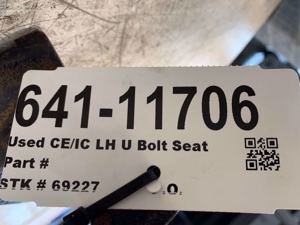 641-11706
Used CE/IC LH U Bolt Seat
Part #
STK # 69227
S.O.